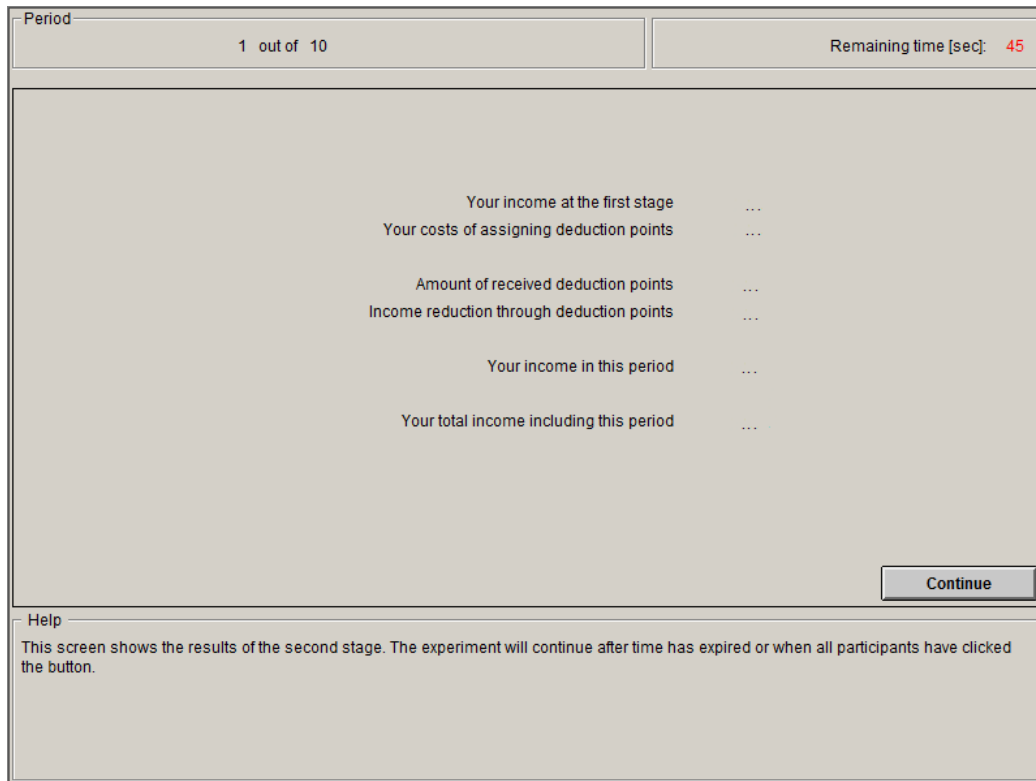 Period
1 out of 10
Remaining time [sec]: 45
Your income at the first stage ...
Your costs of assigning deduction points ...
Amount of received deduction points ...
Income reduction through deduction points ...
Your income in this period ...
Your total income including this period ...
Continue
Help
This screen shows the results of the second stage. The experiment will continue after time has expired or when all participants have clicked
the button.